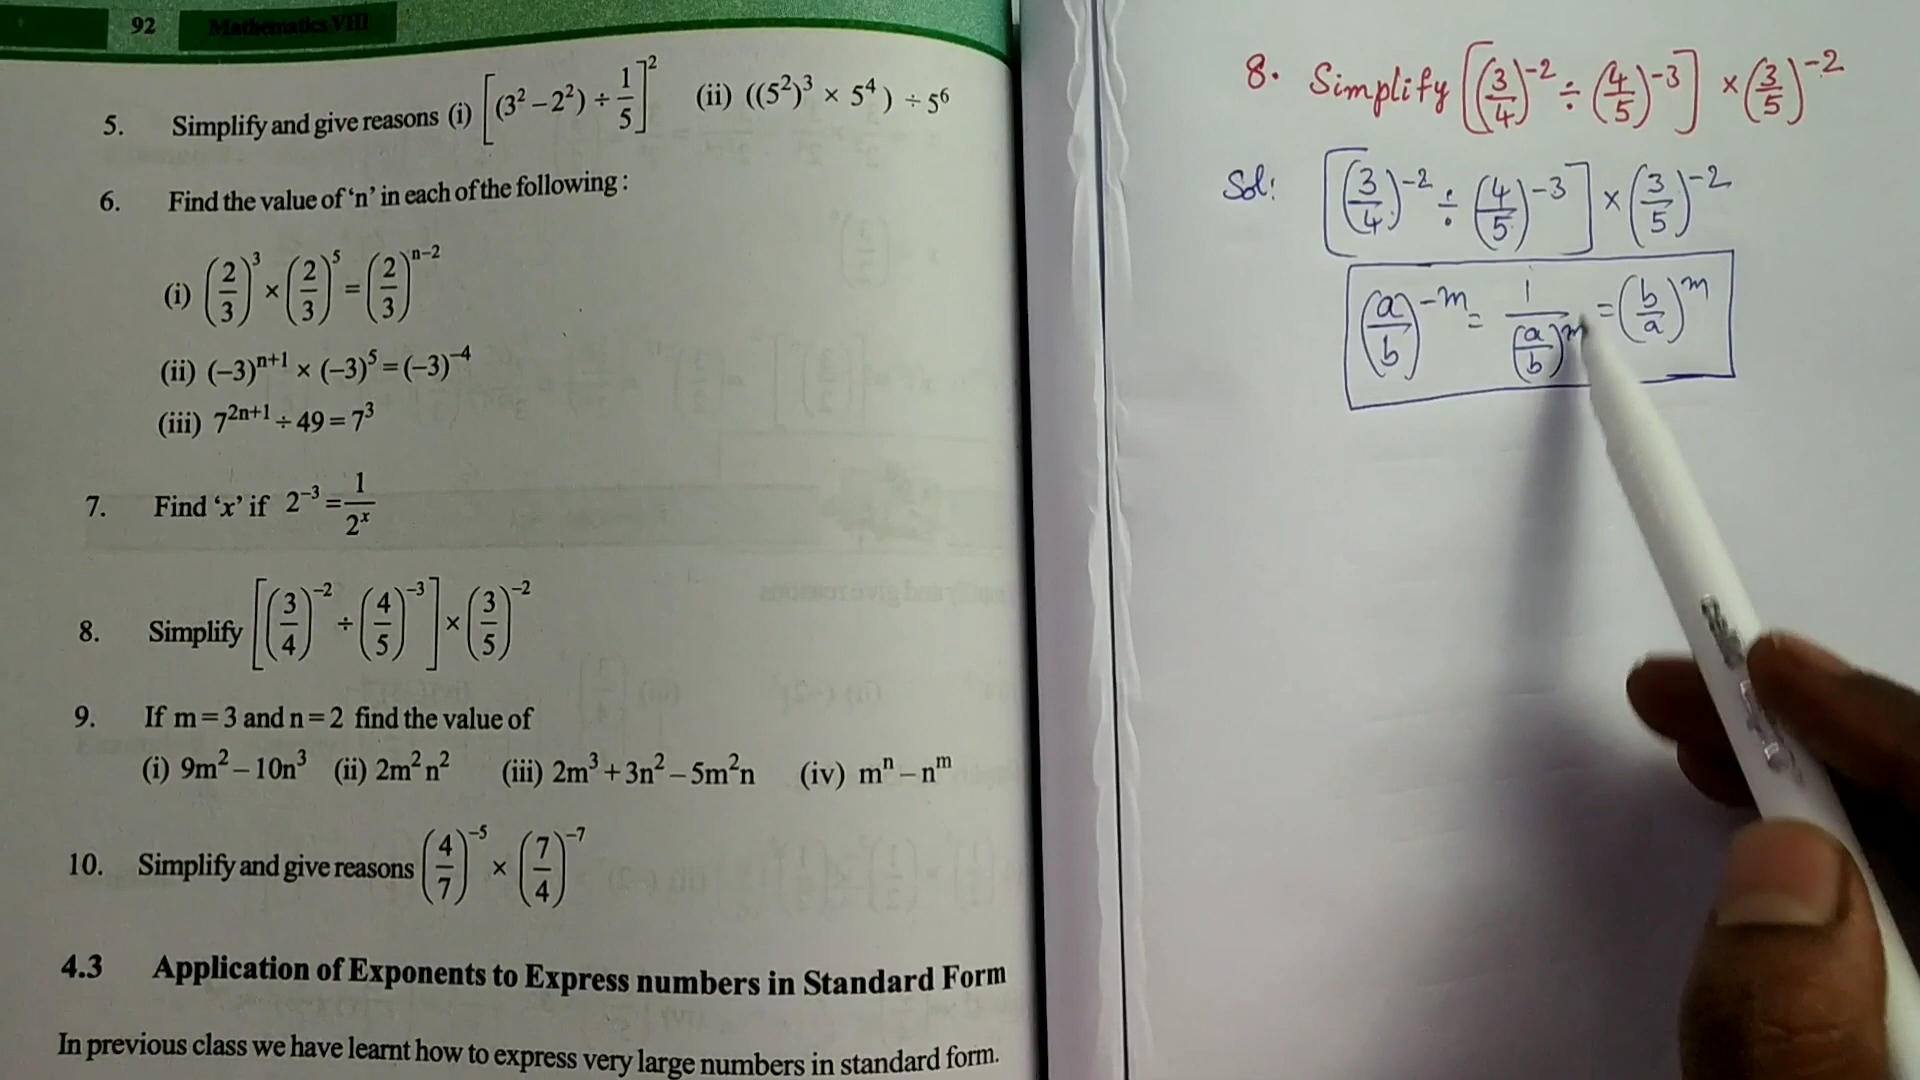 92 Mathematics VIII
5. Simplify and give reasons (i) [(3² – 2²) ÷ 1/5]² (ii) ((5²)³ × 5⁴) ÷ 5⁶
6. Find the value of ‘n’ in each of the following :
(i) (2/3)³ × (2/3)⁵ = (2/3)ⁿ⁻²
(ii) (–3)ⁿ⁺¹ × (–3)⁵ = (–3)⁻⁴
(iii) 7²ⁿ⁺¹ ÷ 49 = 7³
7. Find ‘x’ if 2⁻³ = 1/2ˣ
8. Simplify [(3/4)⁻² ÷ (4/5)⁻³] × (3/5)⁻²
9. If m = 3 and n = 2 find the value of
(i) 9m² – 10n³ (ii) 2m² n² (iii) 2m³ + 3n² – 5m²n (iv) mⁿ – nᵐ
10. Simplify and give reasons (4/7)⁻⁵ × (7/4)⁻⁷
4.3 Application of Exponents to Express numbers in Standard Form
In previous class we have learnt how to express very large numbers in standard form.
8. Simplify [(3/4)⁻² ÷ (4/5)⁻³] × (3/5)⁻²
Sol: [(3/4)⁻² ÷ (4/5)⁻³] × (3/5)⁻²
(a/b)⁻ᵐ = 1/(a/b)ᵐ = (b/a)ᵐ